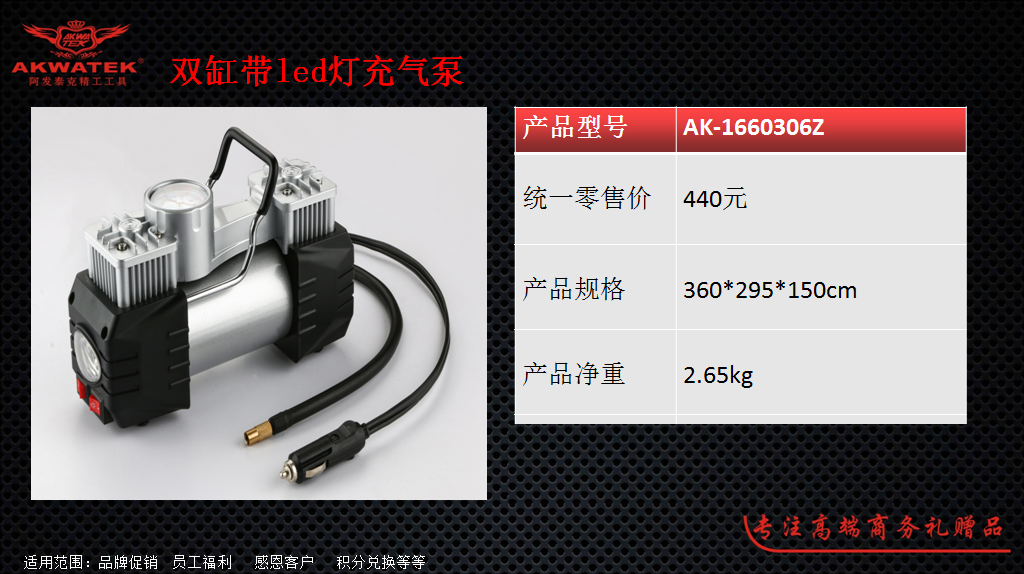 AKWA
TEK
AKWATEK®
阿发泰克精工工具
双缸带led灯充气泵
产品型号 AK-1660306Z
统一零售价 440元
产品规格 360*295*150cm
产品净重 2.65kg
专注高端商务礼赠品
适用范围：品牌促销 员工福利 感恩客户 积分兑换等等